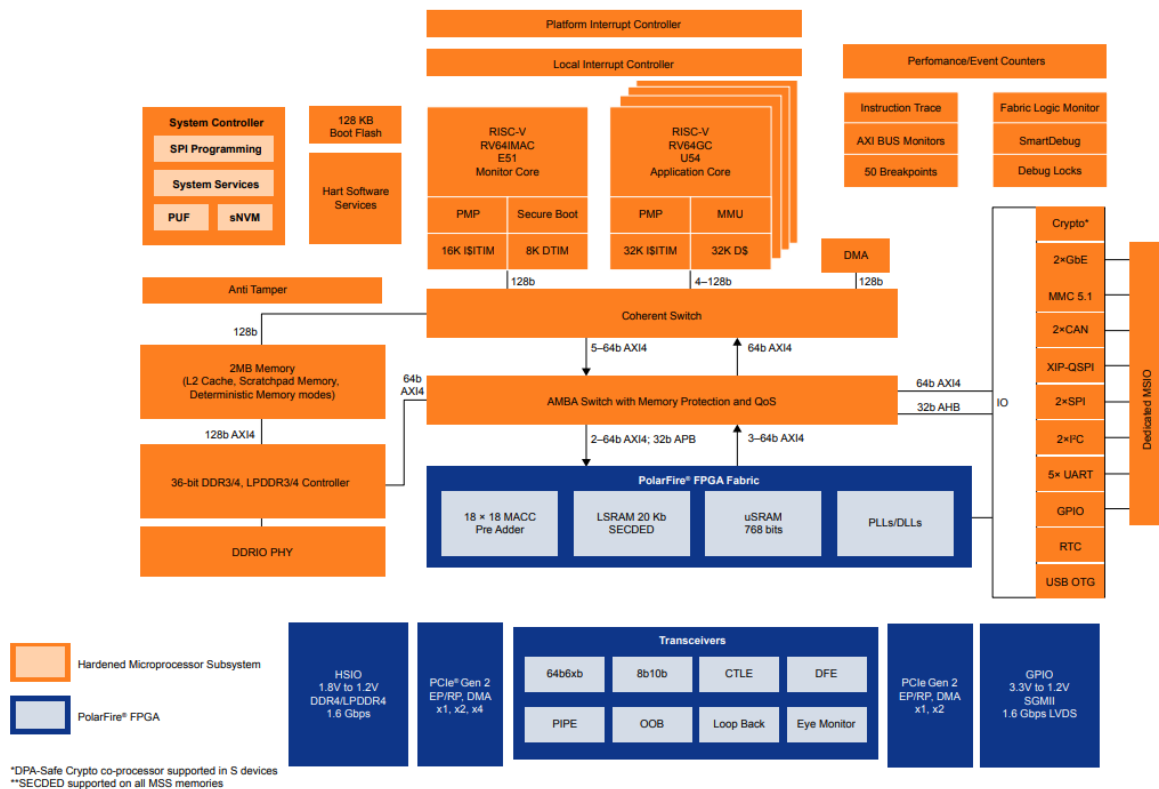 Platform Interrupt Controller
Local Interrupt Controller
Perfomance/Event Counters
Instruction Trace
Fabric Logic Monitor
AXI BUS Monitors
SmartDebug
50 Breakpoints
Debug Locks
System Controller
SPI Programming
System Services
PUF
sNVM
128 KB
Boot Flash
Hart Software
Services
RISC-V
RV64IMAC
E51
Monitor Core
PMP
Secure Boot
16K I$ITIM
8K DTIM
RISC-V
RV64GC
U54
Application Core
PMP
MMU
32K I$ITIM
32K D$
DMA
Anti Tamper
128b
4–128b
128b
Coherent Switch
128b
5–64b AXI4
64b AXI4
2MB Memory
(L2 Cache, Scratchpad Memory,
Deterministic Memory modes)
64b
AXI4
AMBA Switch with Memory Protection and QoS
64b AXI4
32b AHB
IO
128b AXI4
2–64b AXI4; 32b APB
3–64b AXI4
36-bit DDR3/4, LPDDR3/4 Controller
DDRIO PHY
PolarFire® FPGA Fabric
18 × 18 MACC
Pre Adder
LSRAM 20 Kb
SECDED
uSRAM
768 bits
PLLs/DLLs
Crypto*
2×GbE
MMC 5.1
2×CAN
XIP-QSPI
2×SPI
2×I²C
5× UART
GPIO
RTC
USB OTG
Dedicated MSIO
Hardened Microprocessor Subsystem
PolarFire® FPGA
HSIO
1.8V to 1.2V
DDR4/LPDDR4
1.6 Gbps
PCIe® Gen 2
EP/RP, DMA
x1, x2, x4
Transceivers
64b6xb
8b10b
CTLE
DFE
PIPE
OOB
Loop Back
Eye Monitor
PCIe Gen 2
EP/RP, DMA
x1, x2
GPIO
3.3V to 1.2V
SGMII
1.6 Gbps LVDS
*DPA-Safe Crypto co-processor supported in S devices
**SECDED supported on all MSS memories